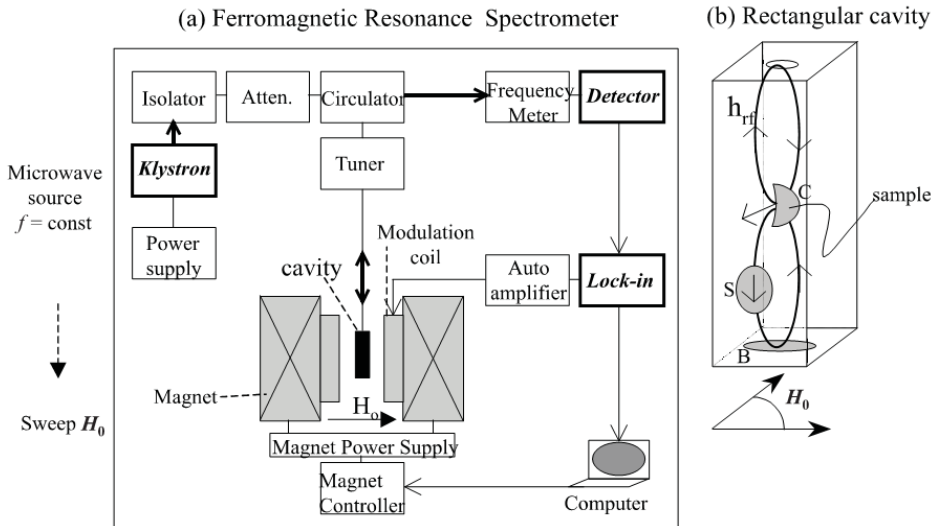 (a) Ferromagnetic Resonance Spectrometer
(b) Rectangular cavity
Isolator
Atten.
Circulator
Frequency
Meter
Detector
Klystron
Tuner
Microwave
source
f = const
Power
supply
Modulation
coil
cavity
Auto
amplifier
Lock-in
Magnet
H₀
Sweep H₀
Magnet Power Supply
Magnet
Controller
Computer
h_rf
C
sample
S
B
H₀